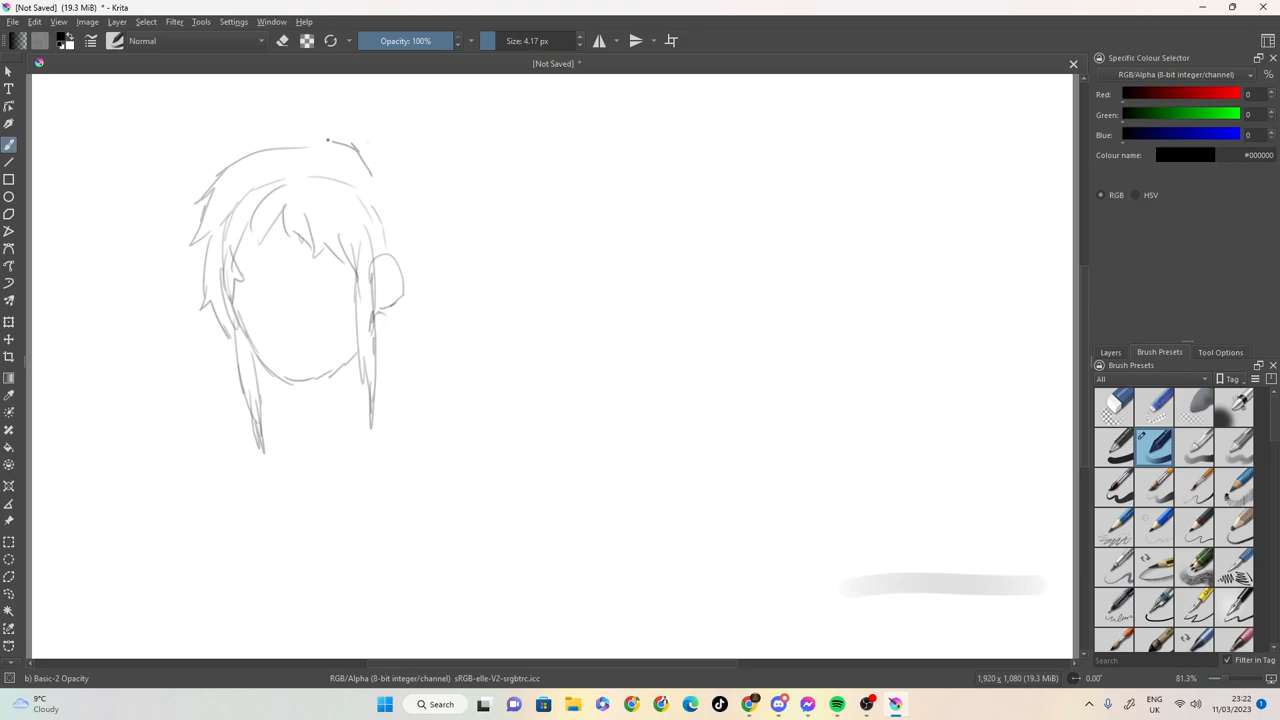 [Not Saved] (19.3 MiB) * - Krita
File Edit View Image Layer Select Filter Tools Settings Window Help
Normal Opacity: 100% Size: 4.17 px
[Not Saved] *
Specific Colour Selector
RGB/Alpha (8-bit integer/channel) %
Red: 0
Green: 0
Blue: 0
Colour name: #000000
RGB HSV
Layers Brush Presets Tool Options
Brush Presets
All Tag
Search Filter in Tag
b) Basic-2 Opacity RGB/Alpha (8-bit integer/channel) sRGB-elle-V2-srgbtrc.icc 1,920 x 1,080 (19.3 MiB) 0.00° 81.3%
9°C
Cloudy
Search
ENG
UK
23:22
11/03/2023
1